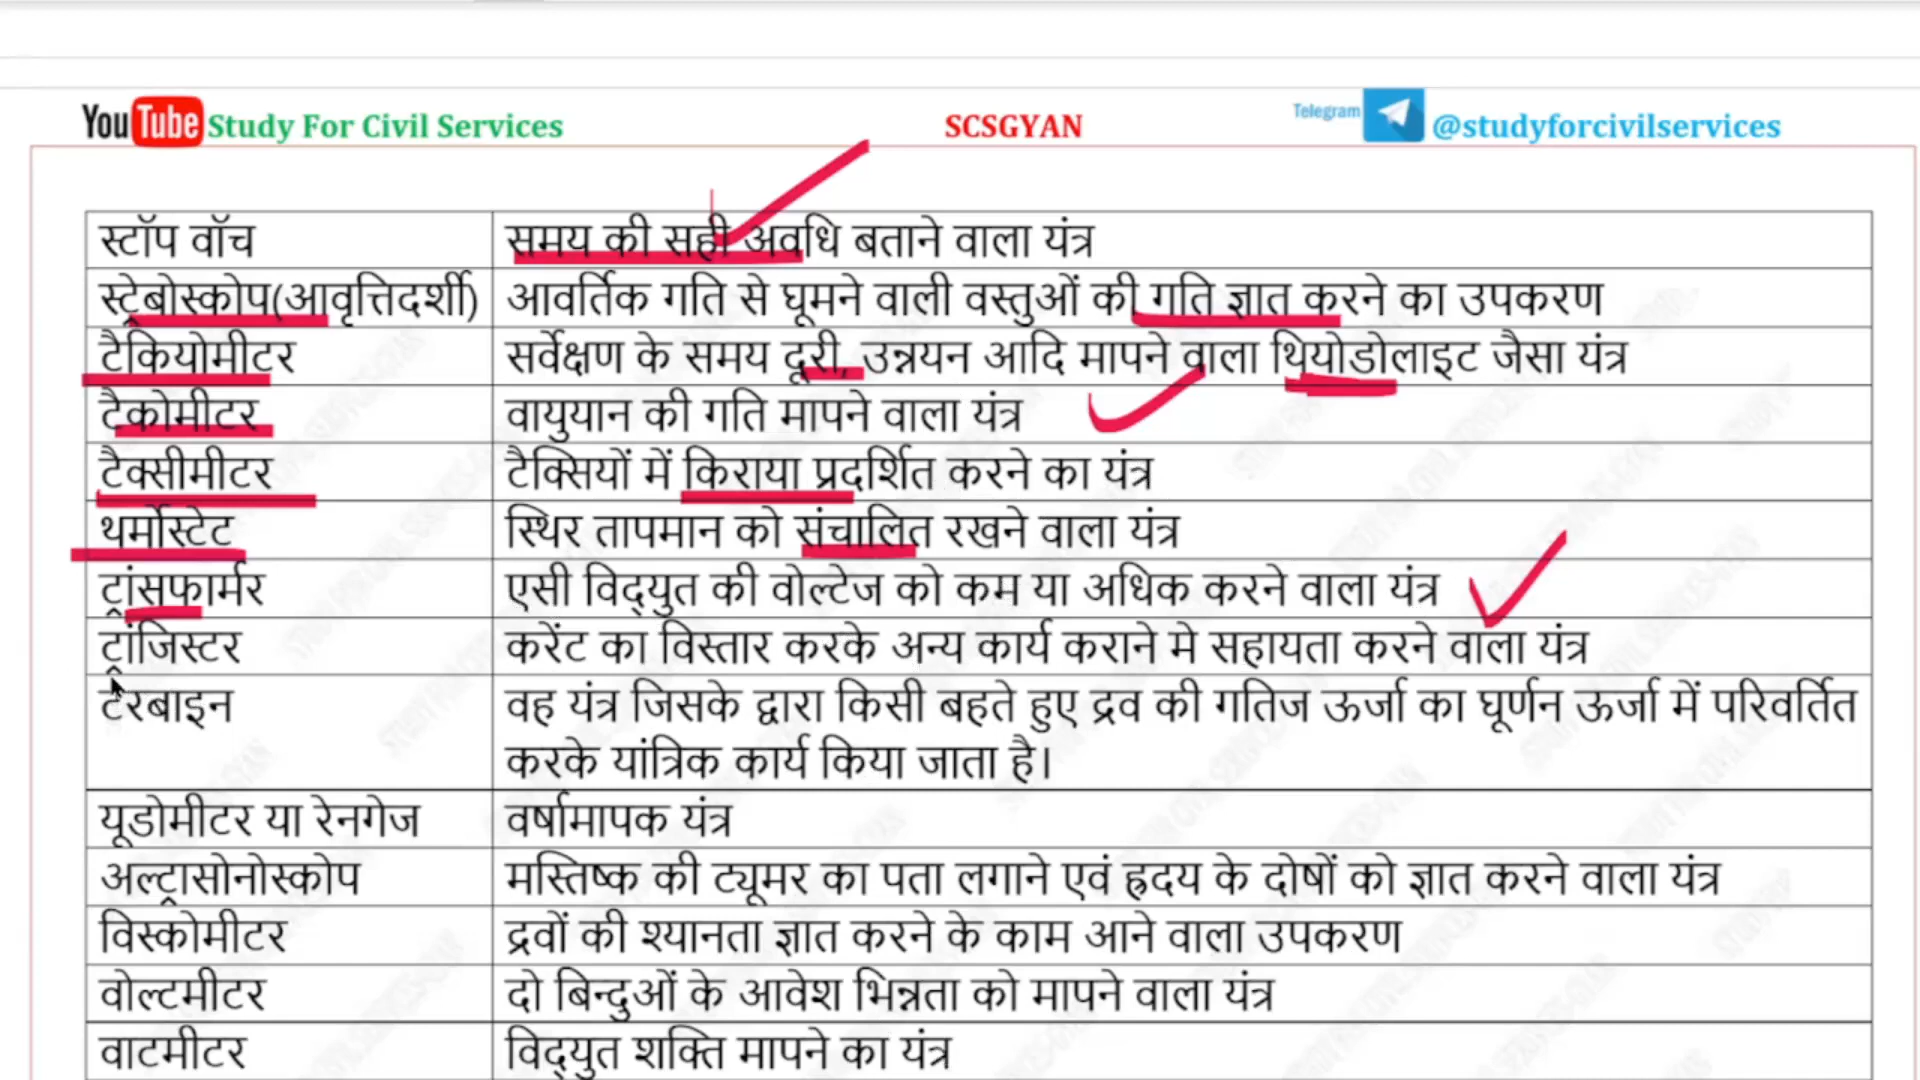 YouTube Study For Civil Services SCSGYAN Telegram @studyforcivilservices
स्टॉप वॉच समय की सही अवधि बताने वाला यंत्र
स्ट्रेबोस्कोप(आवृत्तिदर्शी) आवर्तिक गति से घूमने वाली वस्तुओं की गति ज्ञात करने का उपकरण
टैकियोमीटर सर्वेक्षण के समय दूरी, उन्नयन आदि मापने वाला थियोडोलाइट जैसा यंत्र
टैकोमीटर वायुयान की गति मापने वाला यंत्र
टैक्सीमीटर टैक्सियों में किराया प्रदर्शित करने का यंत्र
थर्मोस्टेट स्थिर तापमान को संचालित रखने वाला यंत्र
ट्रांसफार्मर एसी विद्युत की वोल्टेज को कम या अधिक करने वाला यंत्र
ट्रांजिस्टर करेंट का विस्तार करके अन्य कार्य कराने मे सहायता करने वाला यंत्र
टरबाइन वह यंत्र जिसके द्वारा किसी बहते हुए द्रव की गतिज ऊर्जा का घूर्णन ऊर्जा में परिवर्तित
करके यांत्रिक कार्य किया जाता है।
यूडोमीटर या रेनगेज वर्षामापक यंत्र
अल्ट्रासोनोस्कोप मस्तिष्क की ट्यूमर का पता लगाने एवं ह्रदय के दोषों को ज्ञात करने वाला यंत्र
विस्कोमीटर द्रवों की श्यानता ज्ञात करने के काम आने वाला उपकरण
वोल्टमीटर दो बिन्दुओं के आवेश भिन्नता को मापने वाला यंत्र
वाटमीटर विद्युत शक्ति मापने का यंत्र